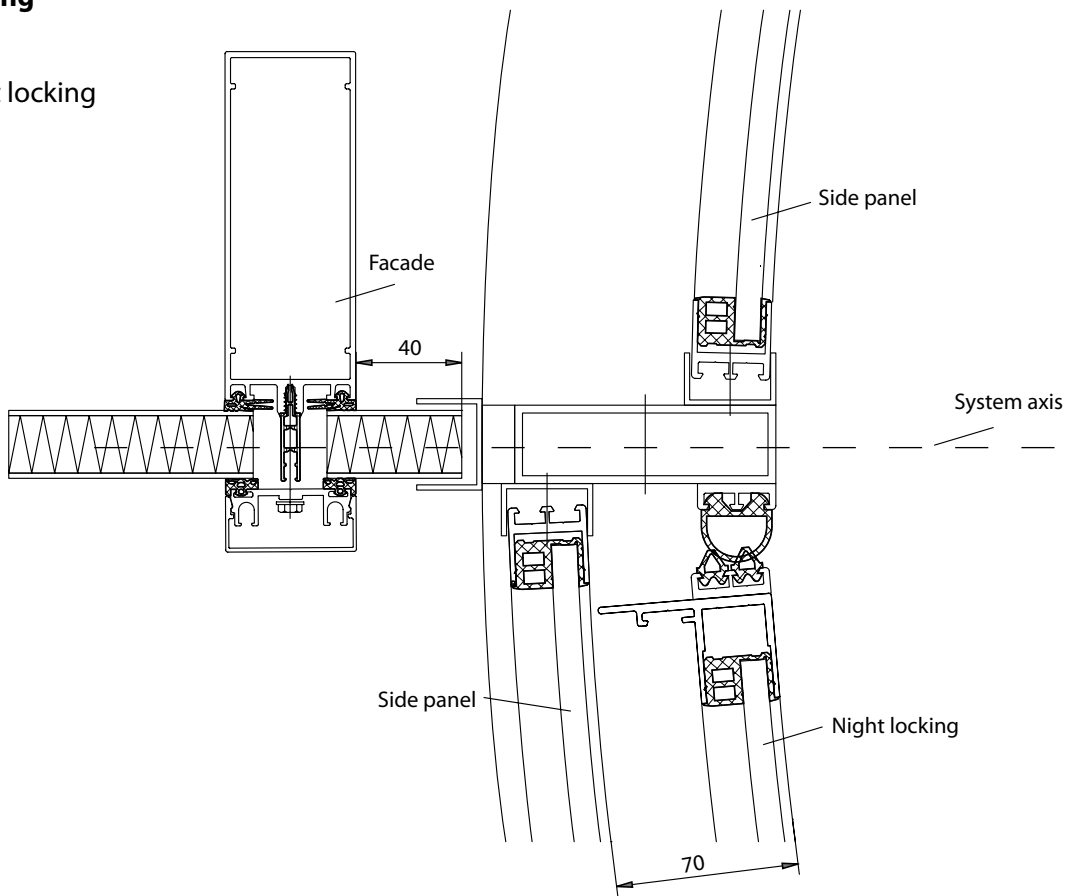 locking
Side panel
Facade
40
System axis
Side panel
Night locking
70